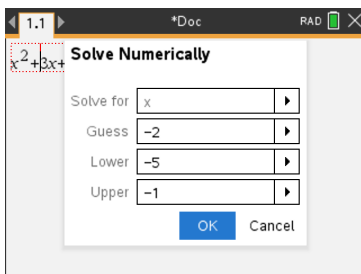 1.1 *Doc RAD
x²+3x+
Solve Numerically
Solve for x
Guess −2
Lower −5
Upper −1
OK Cancel